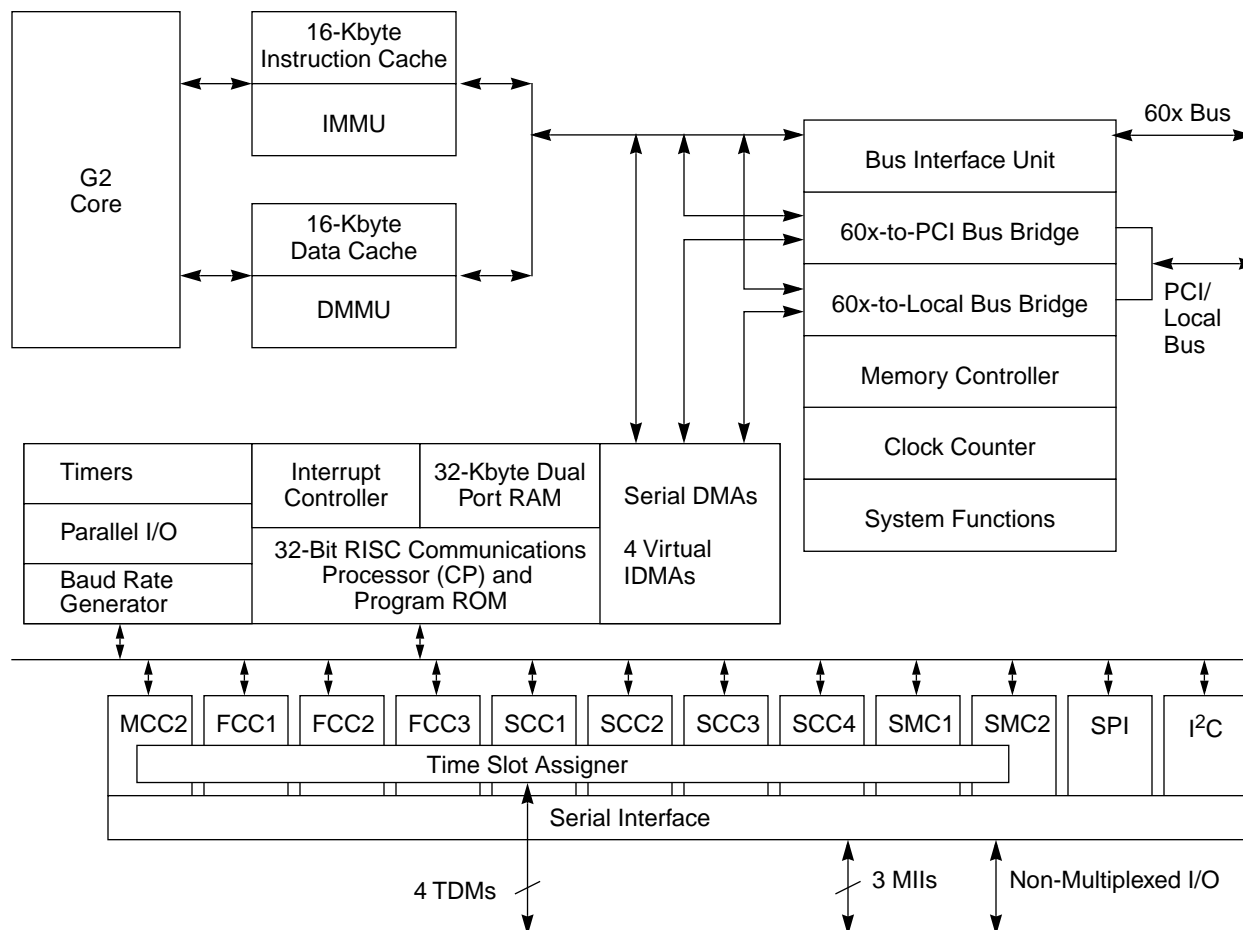 16-Kbyte
Instruction Cache
IMMU
G2
Core
16-Kbyte
Data Cache
DMMU
60x Bus
Bus Interface Unit
60x-to-PCI Bus Bridge
60x-to-Local Bus Bridge
PCI/
Local
Bus
Memory Controller
Clock Counter
System Functions
Timers
Parallel I/O
Baud Rate
Generator
Interrupt
Controller
32-Kbyte Dual
Port RAM
32-Bit RISC Communications
Processor (CP) and
Program ROM
Serial DMAs
4 Virtual
IDMAs
MCC2
FCC1
FCC2
FCC3
SCC1
SCC2
SCC3
SCC4
SMC1
SMC2
SPI
I²C
Time Slot Assigner
Serial Interface
4 TDMs
3 MIIs
Non-Multiplexed I/O